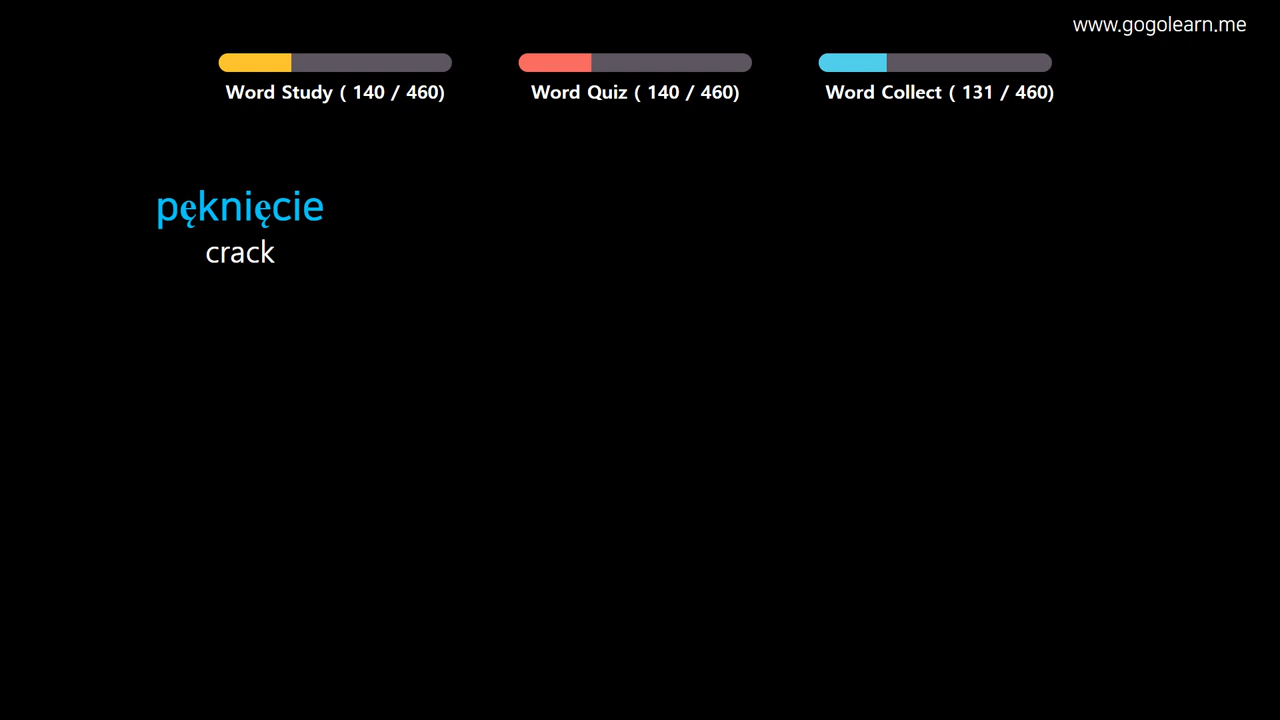 www.gogolearn.me
Word Study ( 140 / 460)
Word Quiz ( 140 / 460)
Word Collect ( 131 / 460)
pęknięcie
crack